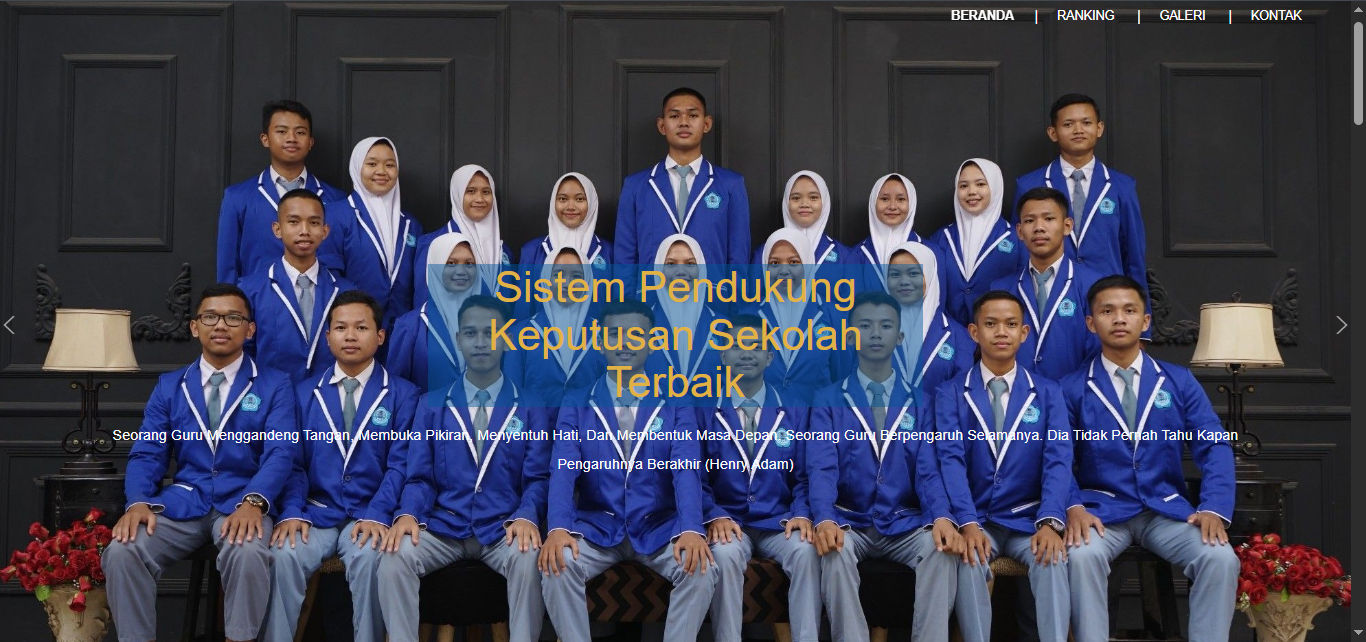 BERANDA | RANKING | GALERI | KONTAK
Sistem Pendukung
Keputusan Sekolah
Terbaik
Seorang Guru Menggandeng Tangan, Membuka Pikiran, Menyentuh Hati, Dan Membentuk Masa Depan. Seorang Guru Berpengaruh Selamanya. Dia Tidak Pernah Tahu Kapan
Pengaruhnya Berakhir (Henry Adam)